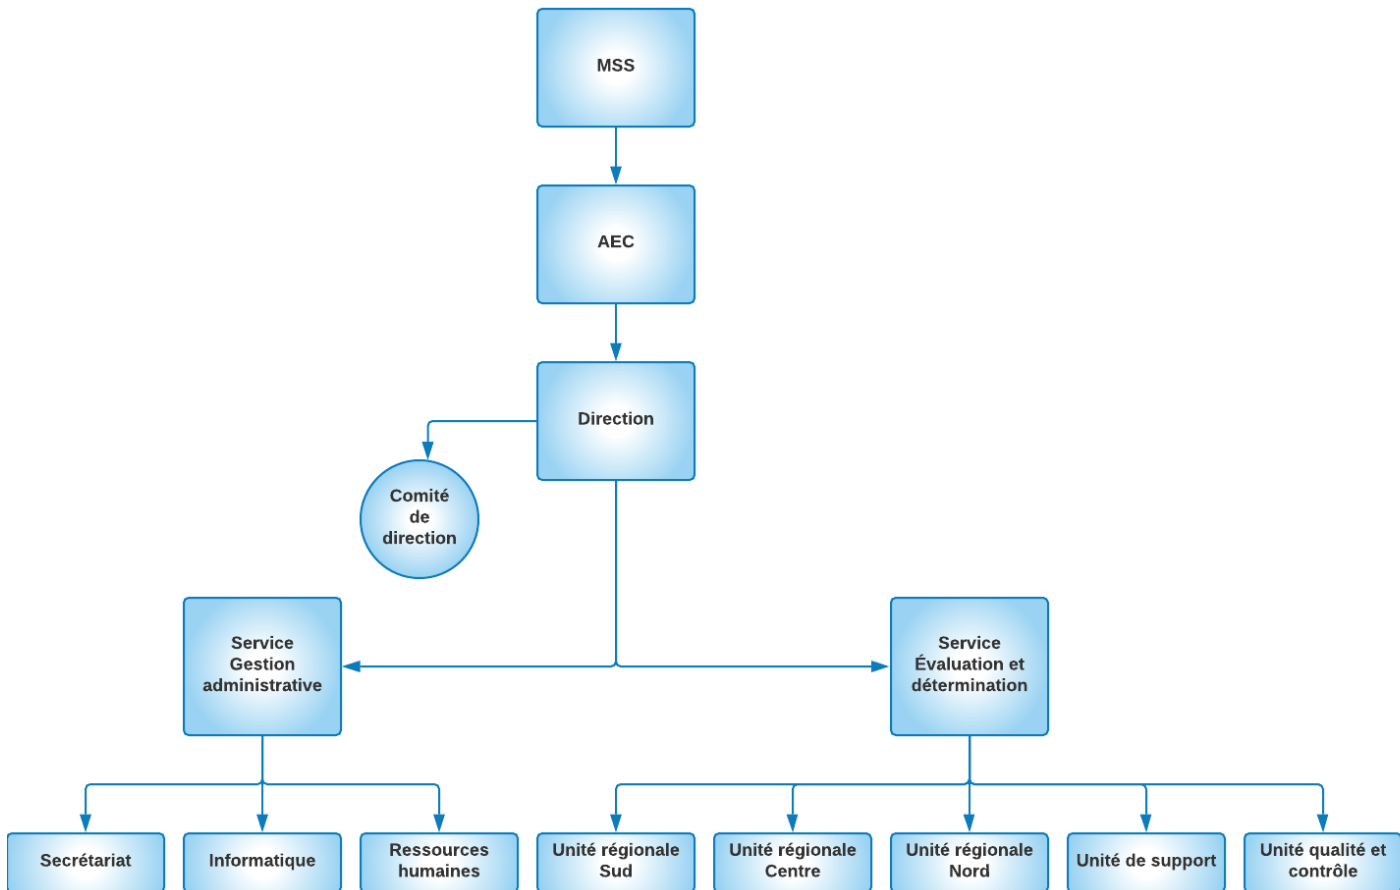 MSS
AEC
Direction
Comité
de
direction
Service
Gestion
administrative
Service
Évaluation et
détermination
Secrétariat
Informatique
Ressources
humaines
Unité régionale
Sud
Unité régionale
Centre
Unité régionale
Nord
Unité de support
Unité qualité et
contrôle